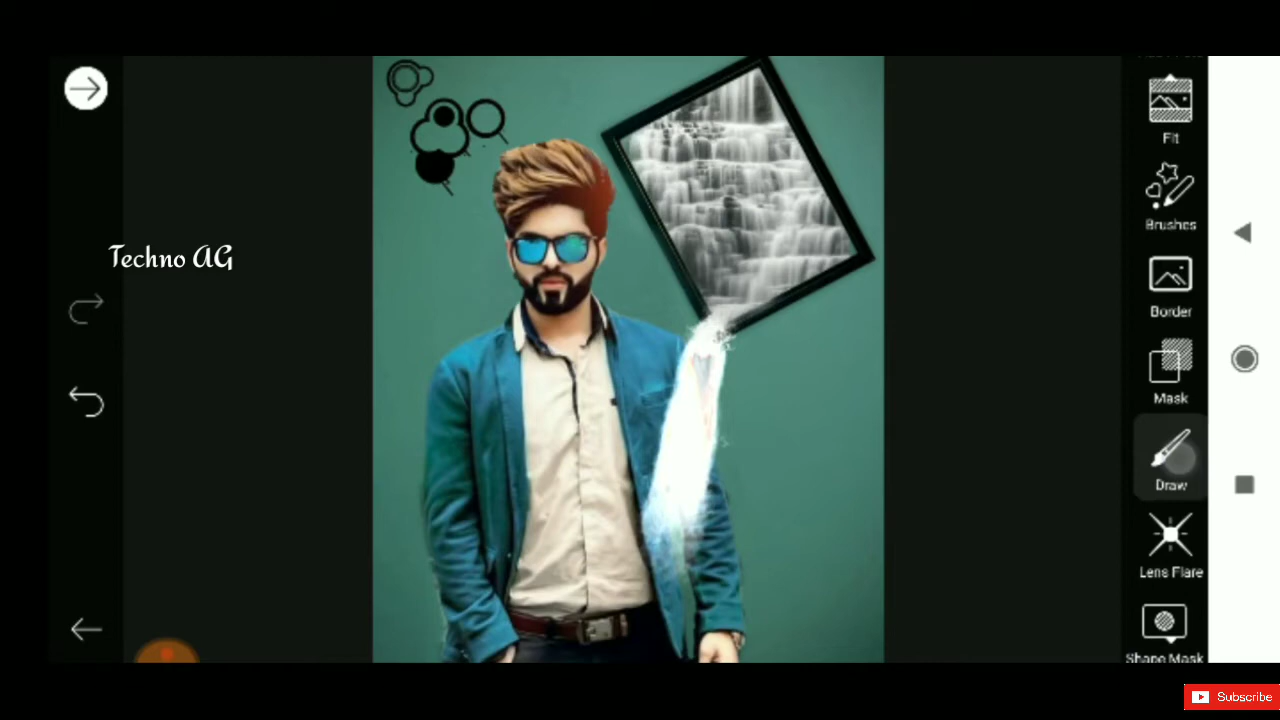 Fit
Brushes
Techno AG
Border
Mask
Draw
Lens Flare
Shape Mask
Subscribe